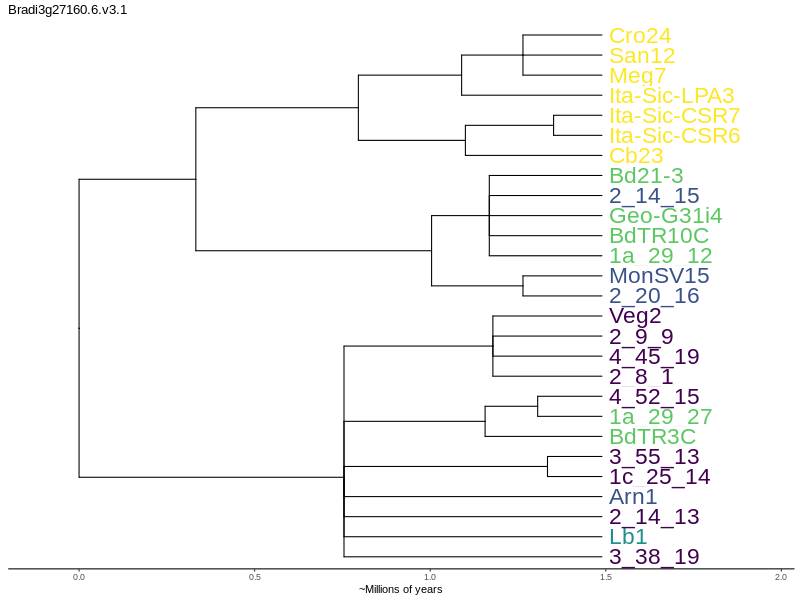 Bradi3g27160.6.v3.1
Cro24
San12
Meg7
Ita-Sic-LPA3
Ita-Sic-CSR7
Ita-Sic-CSR6
Cb23
Bd21-3
2_14_15
Geo-G31i4
BdTR10C
1a_29_12
MonSV15
2_20_16
Veg2
2_9_9
4_45_19
2_8_1
4_52_15
1a_29_27
BdTR3C
3_55_13
1c_25_14
Arn1
2_14_13
Lb1
3_38_19
0.0 0.5 1.0 1.5 2.0
~Millions of years